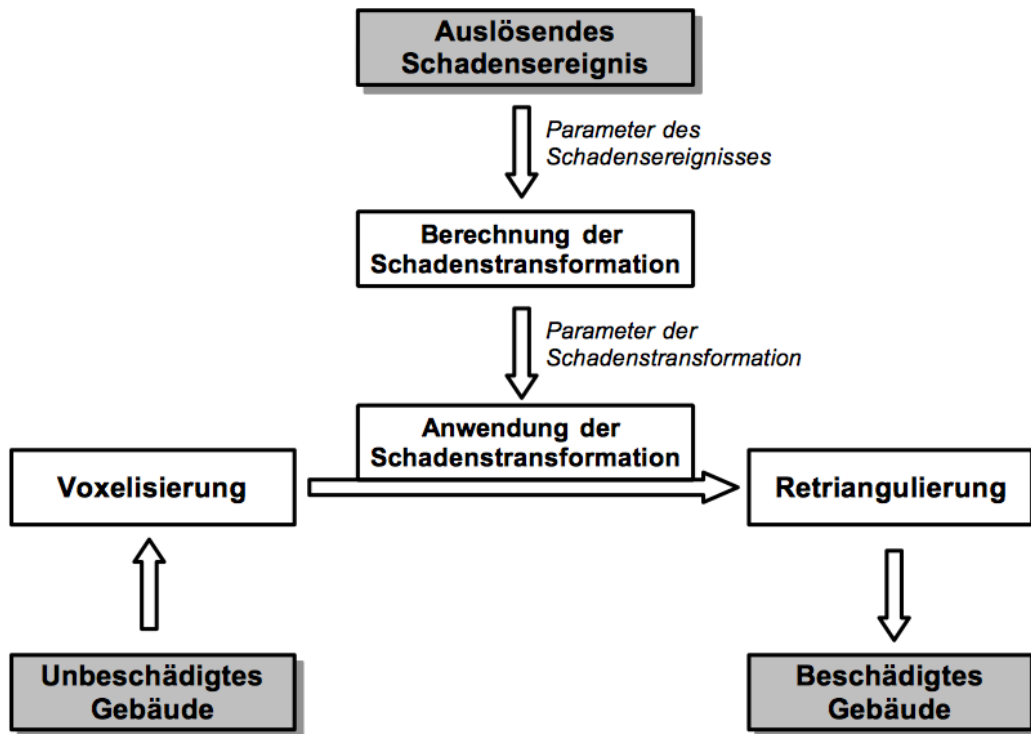 Auslösendes
Schadensereignis
Parameter des
Schadensereignisses
Berechnung der
Schadenstransformation
Parameter der
Schadenstransformation
Anwendung der
Schadenstransformation
Voxelisierung
Retriangulierung
Unbeschädigtes
Gebäude
Beschädigtes
Gebäude